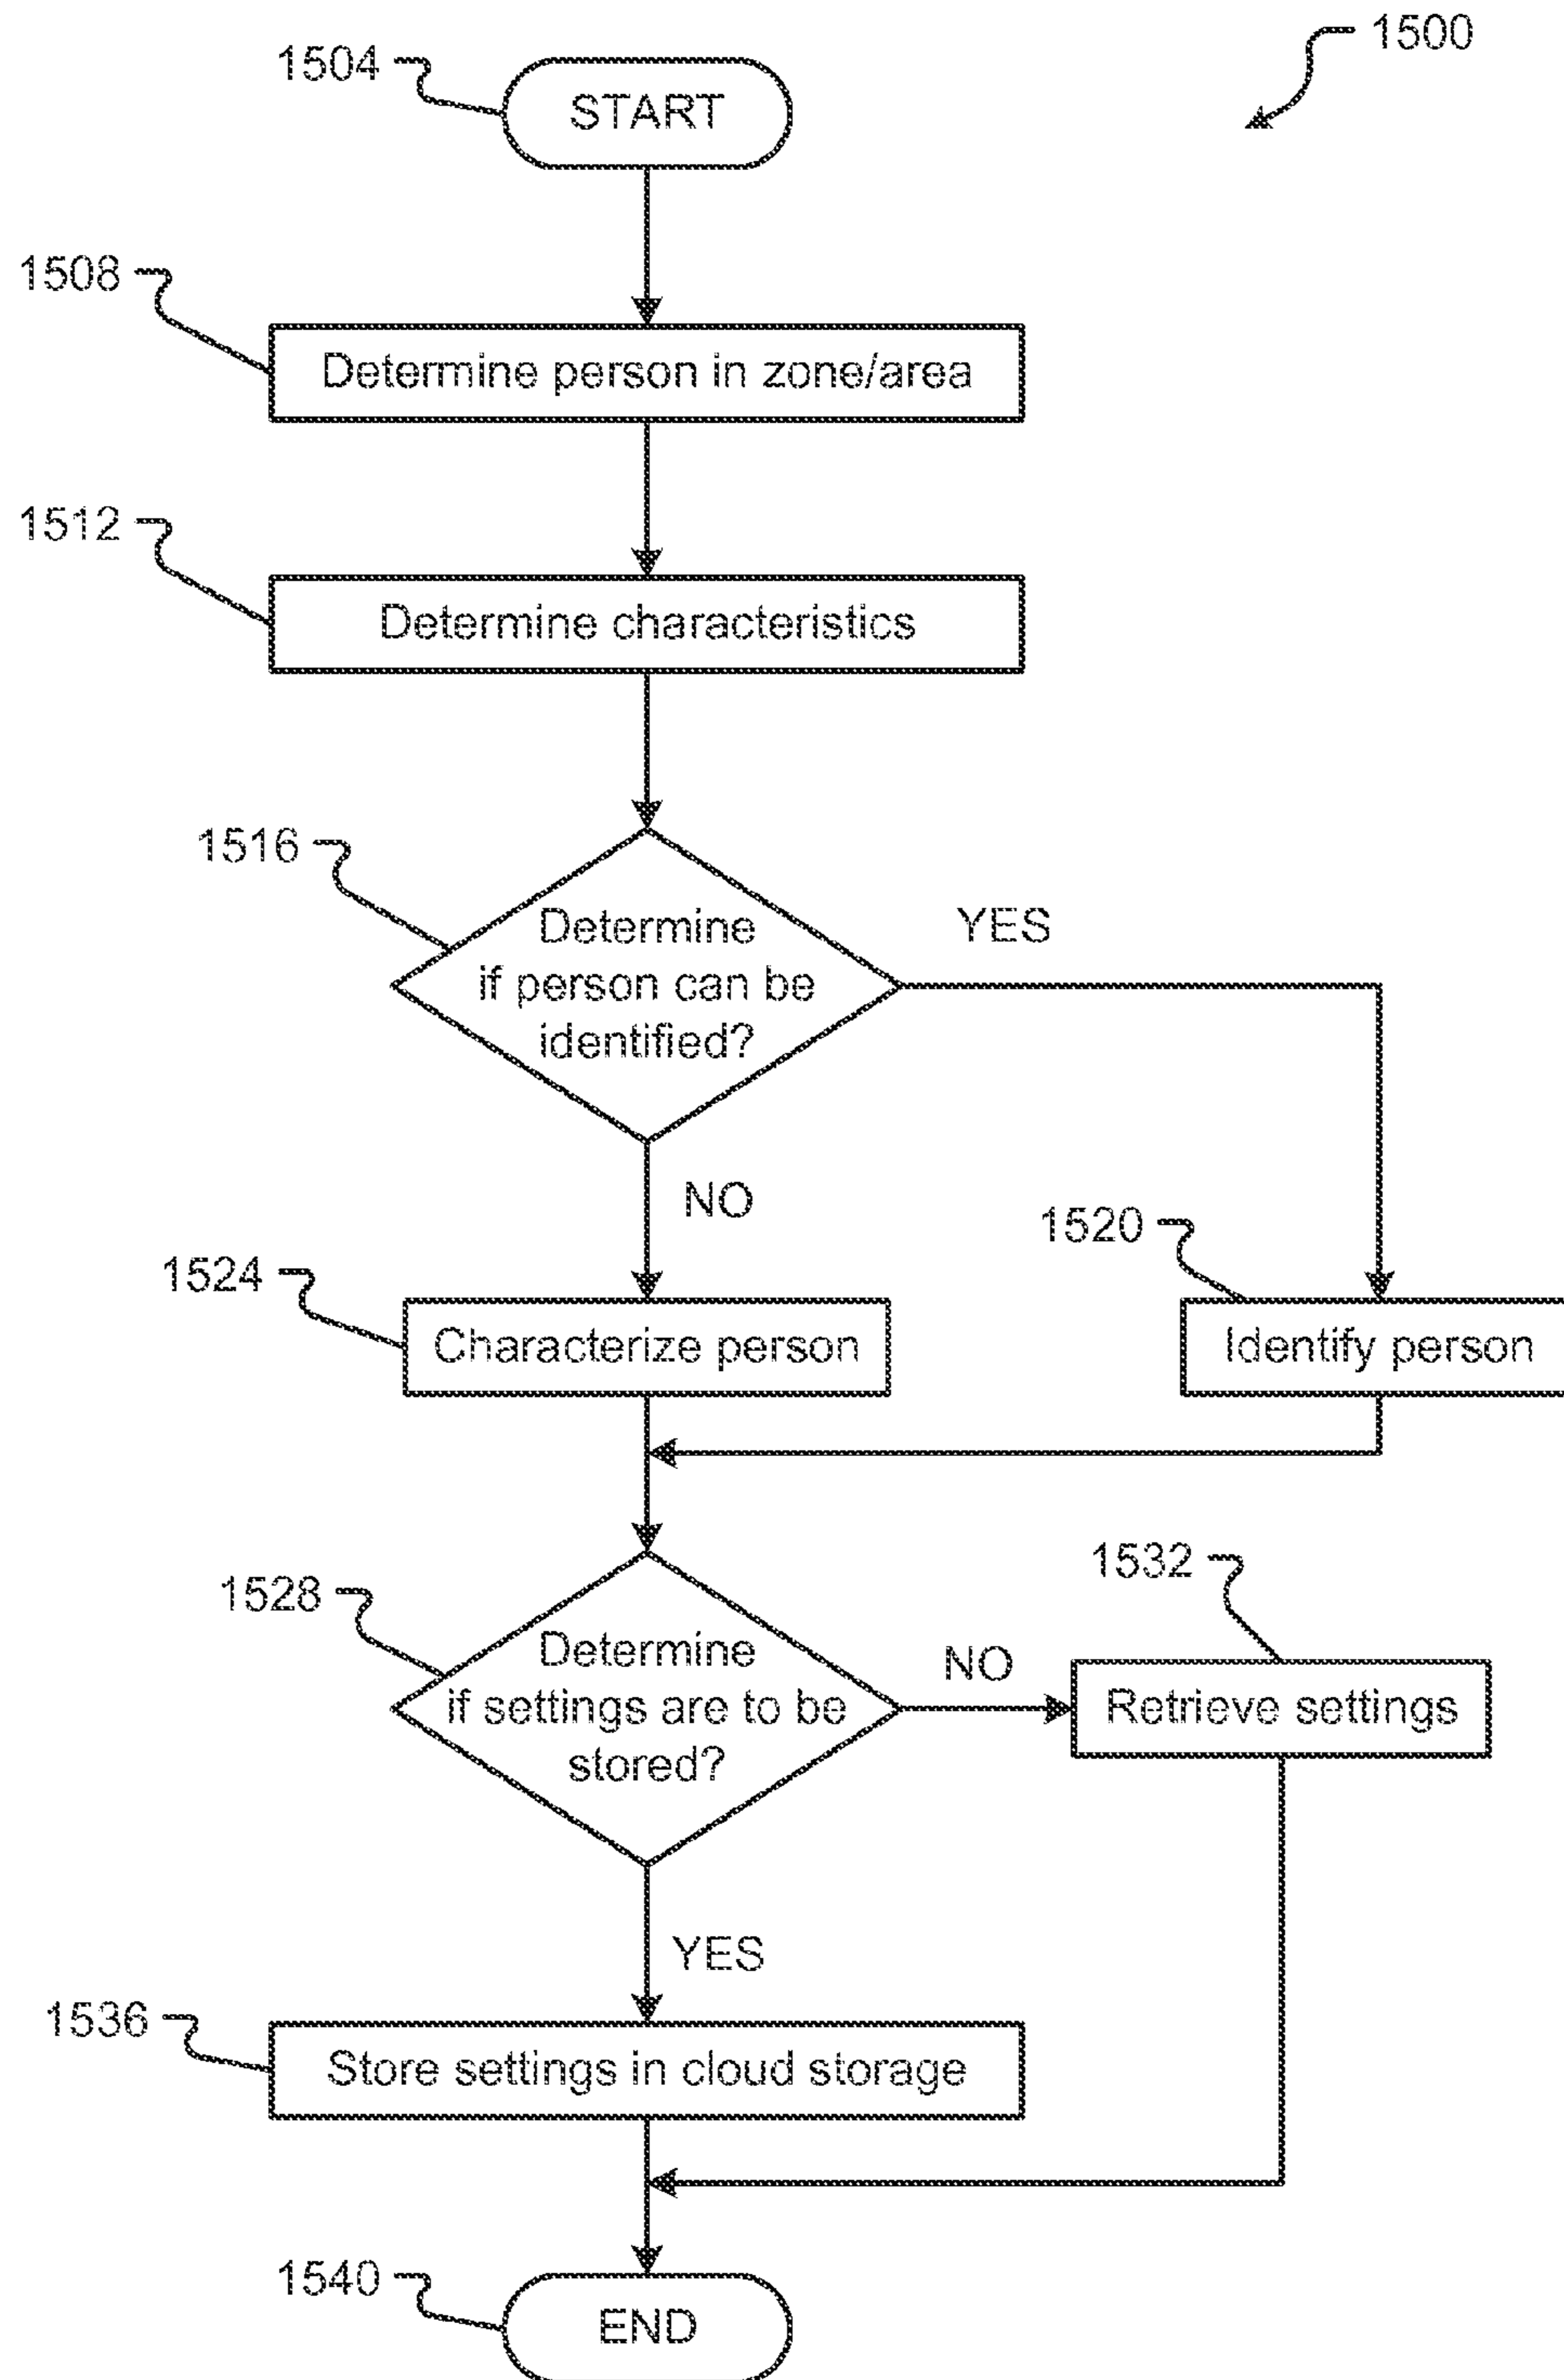 1500
1504
START
1508
Determine person in zone/area
1512
Determine characteristics
1516
Determine
if person can be
identified?
YES
NO
1520
1524
Characterize person
Identify person
1528
Determine
if settings are to be
stored?
NO
1532
Retrieve settings
YES
1536
Store settings in cloud storage
1540
END